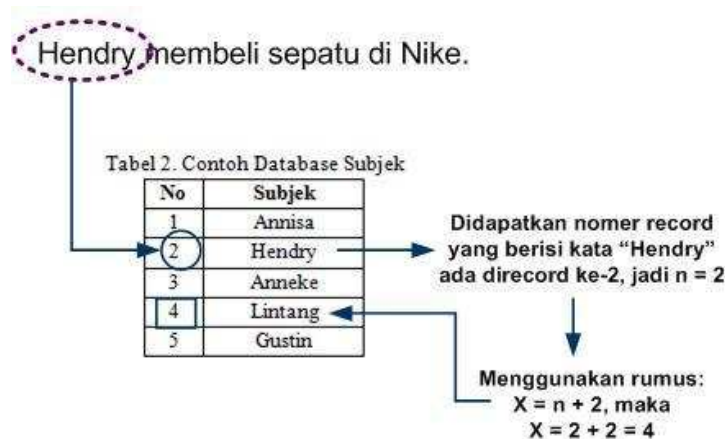 Hendry membeli sepatu di Nike.
Tabel 2. Contoh Database Subjek
No Subjek
1 Annisa
2 Hendry
3 Anneke
4 Lintang
5 Gustin
Didapatkan nomer record
yang berisi kata “Hendry”
ada direcord ke-2, jadi n = 2
Menggunakan rumus:
X = n + 2, maka
X = 2 + 2 = 4